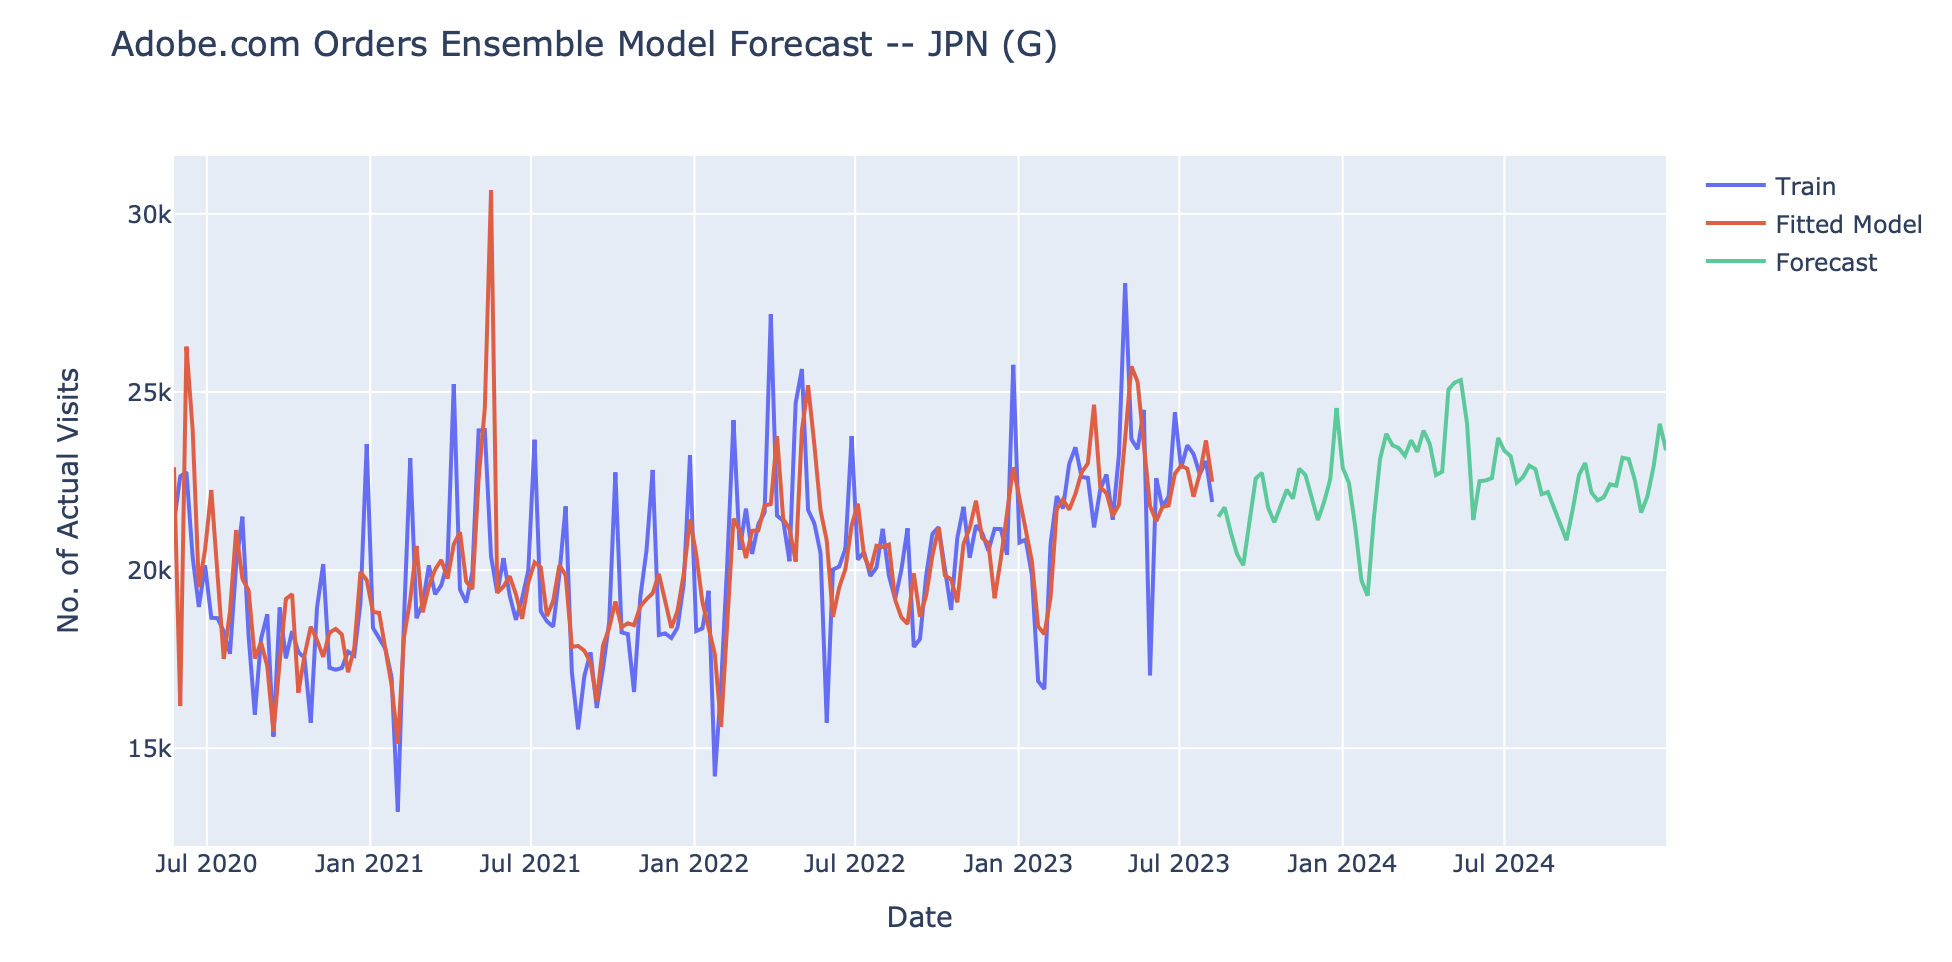 Adobe.com Orders Ensemble Model Forecast -- JPN (G)
Train
Fitted Model
Forecast
No. of Actual Visits
30k
25k
20k
15k
Jul 2020 Jan 2021 Jul 2021 Jan 2022 Jul 2022 Jan 2023 Jul 2023 Jan 2024 Jul 2024
Date